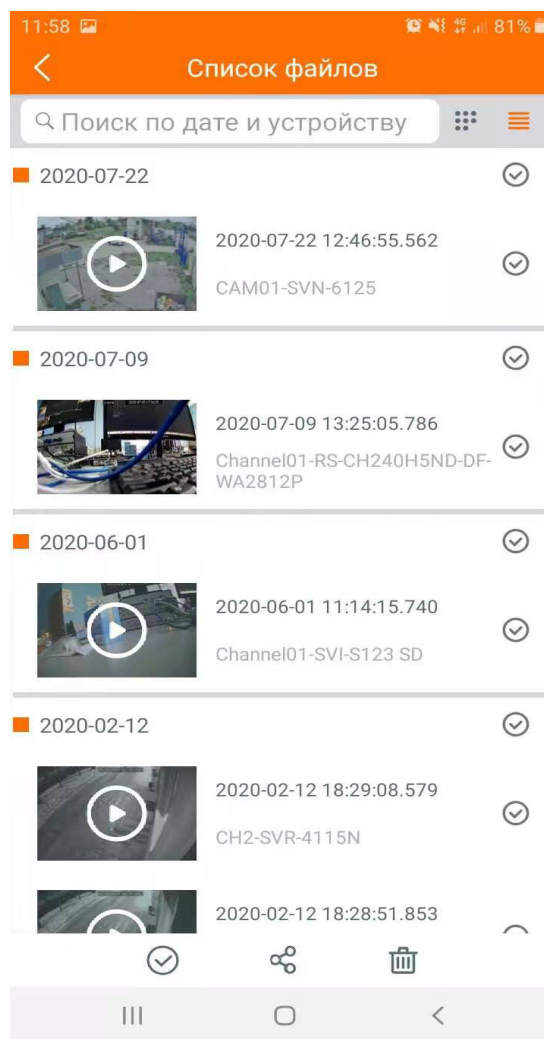 11:58 4G 81%
Список файлов
Поиск по дате и устройству
2020-07-22
2020-07-22 12:46:55.562
CAM01-SVN-6125
2020-07-09
2020-07-09 13:25:05.786
Channel01-RS-CH240H5ND-DF-
WA2812P
2020-06-01
2020-06-01 11:14:15.740
Channel01-SVI-S123 SD
2020-02-12
2020-02-12 18:29:08.579
CH2-SVR-4115N
2020-02-12 18:28:51.853